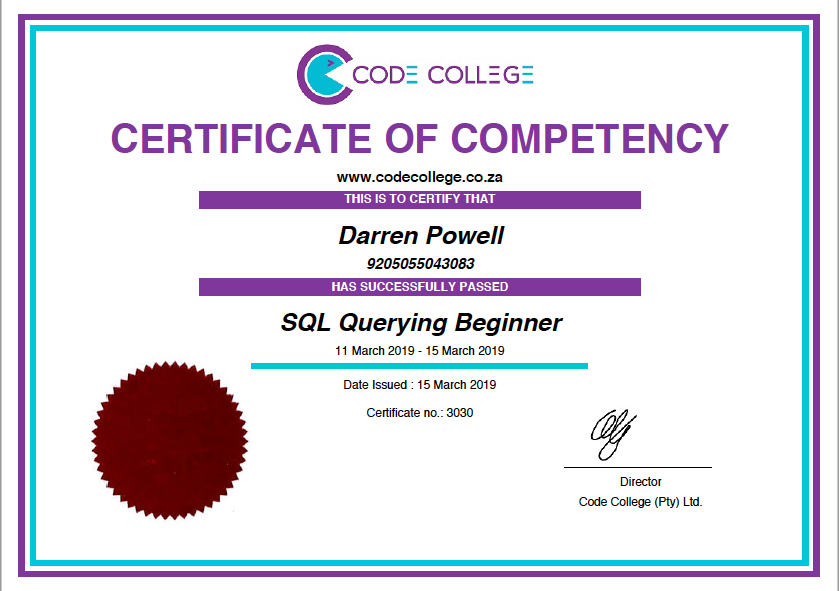 CODE COLLEGE
CERTIFICATE OF COMPETENCY
www.codecollege.co.za
THIS IS TO CERTIFY THAT
Darren Powell
9205055043083
HAS SUCCESSFULLY PASSED
SQL Querying Beginner
11 March 2019 - 15 March 2019
Date Issued : 15 March 2019
Certificate no.: 3030
Director
Code College (Pty) Ltd.